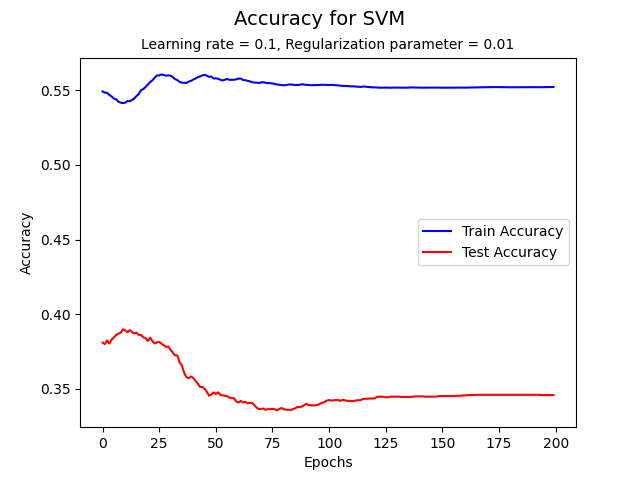 Accuracy for SVM
Learning rate = 0.1, Regularization parameter = 0.01
0.55
0.50
0.45
0.40
0.35
Accuracy
Train Accuracy
Test Accuracy
0 25 50 75 100 125 150 175 200
Epochs